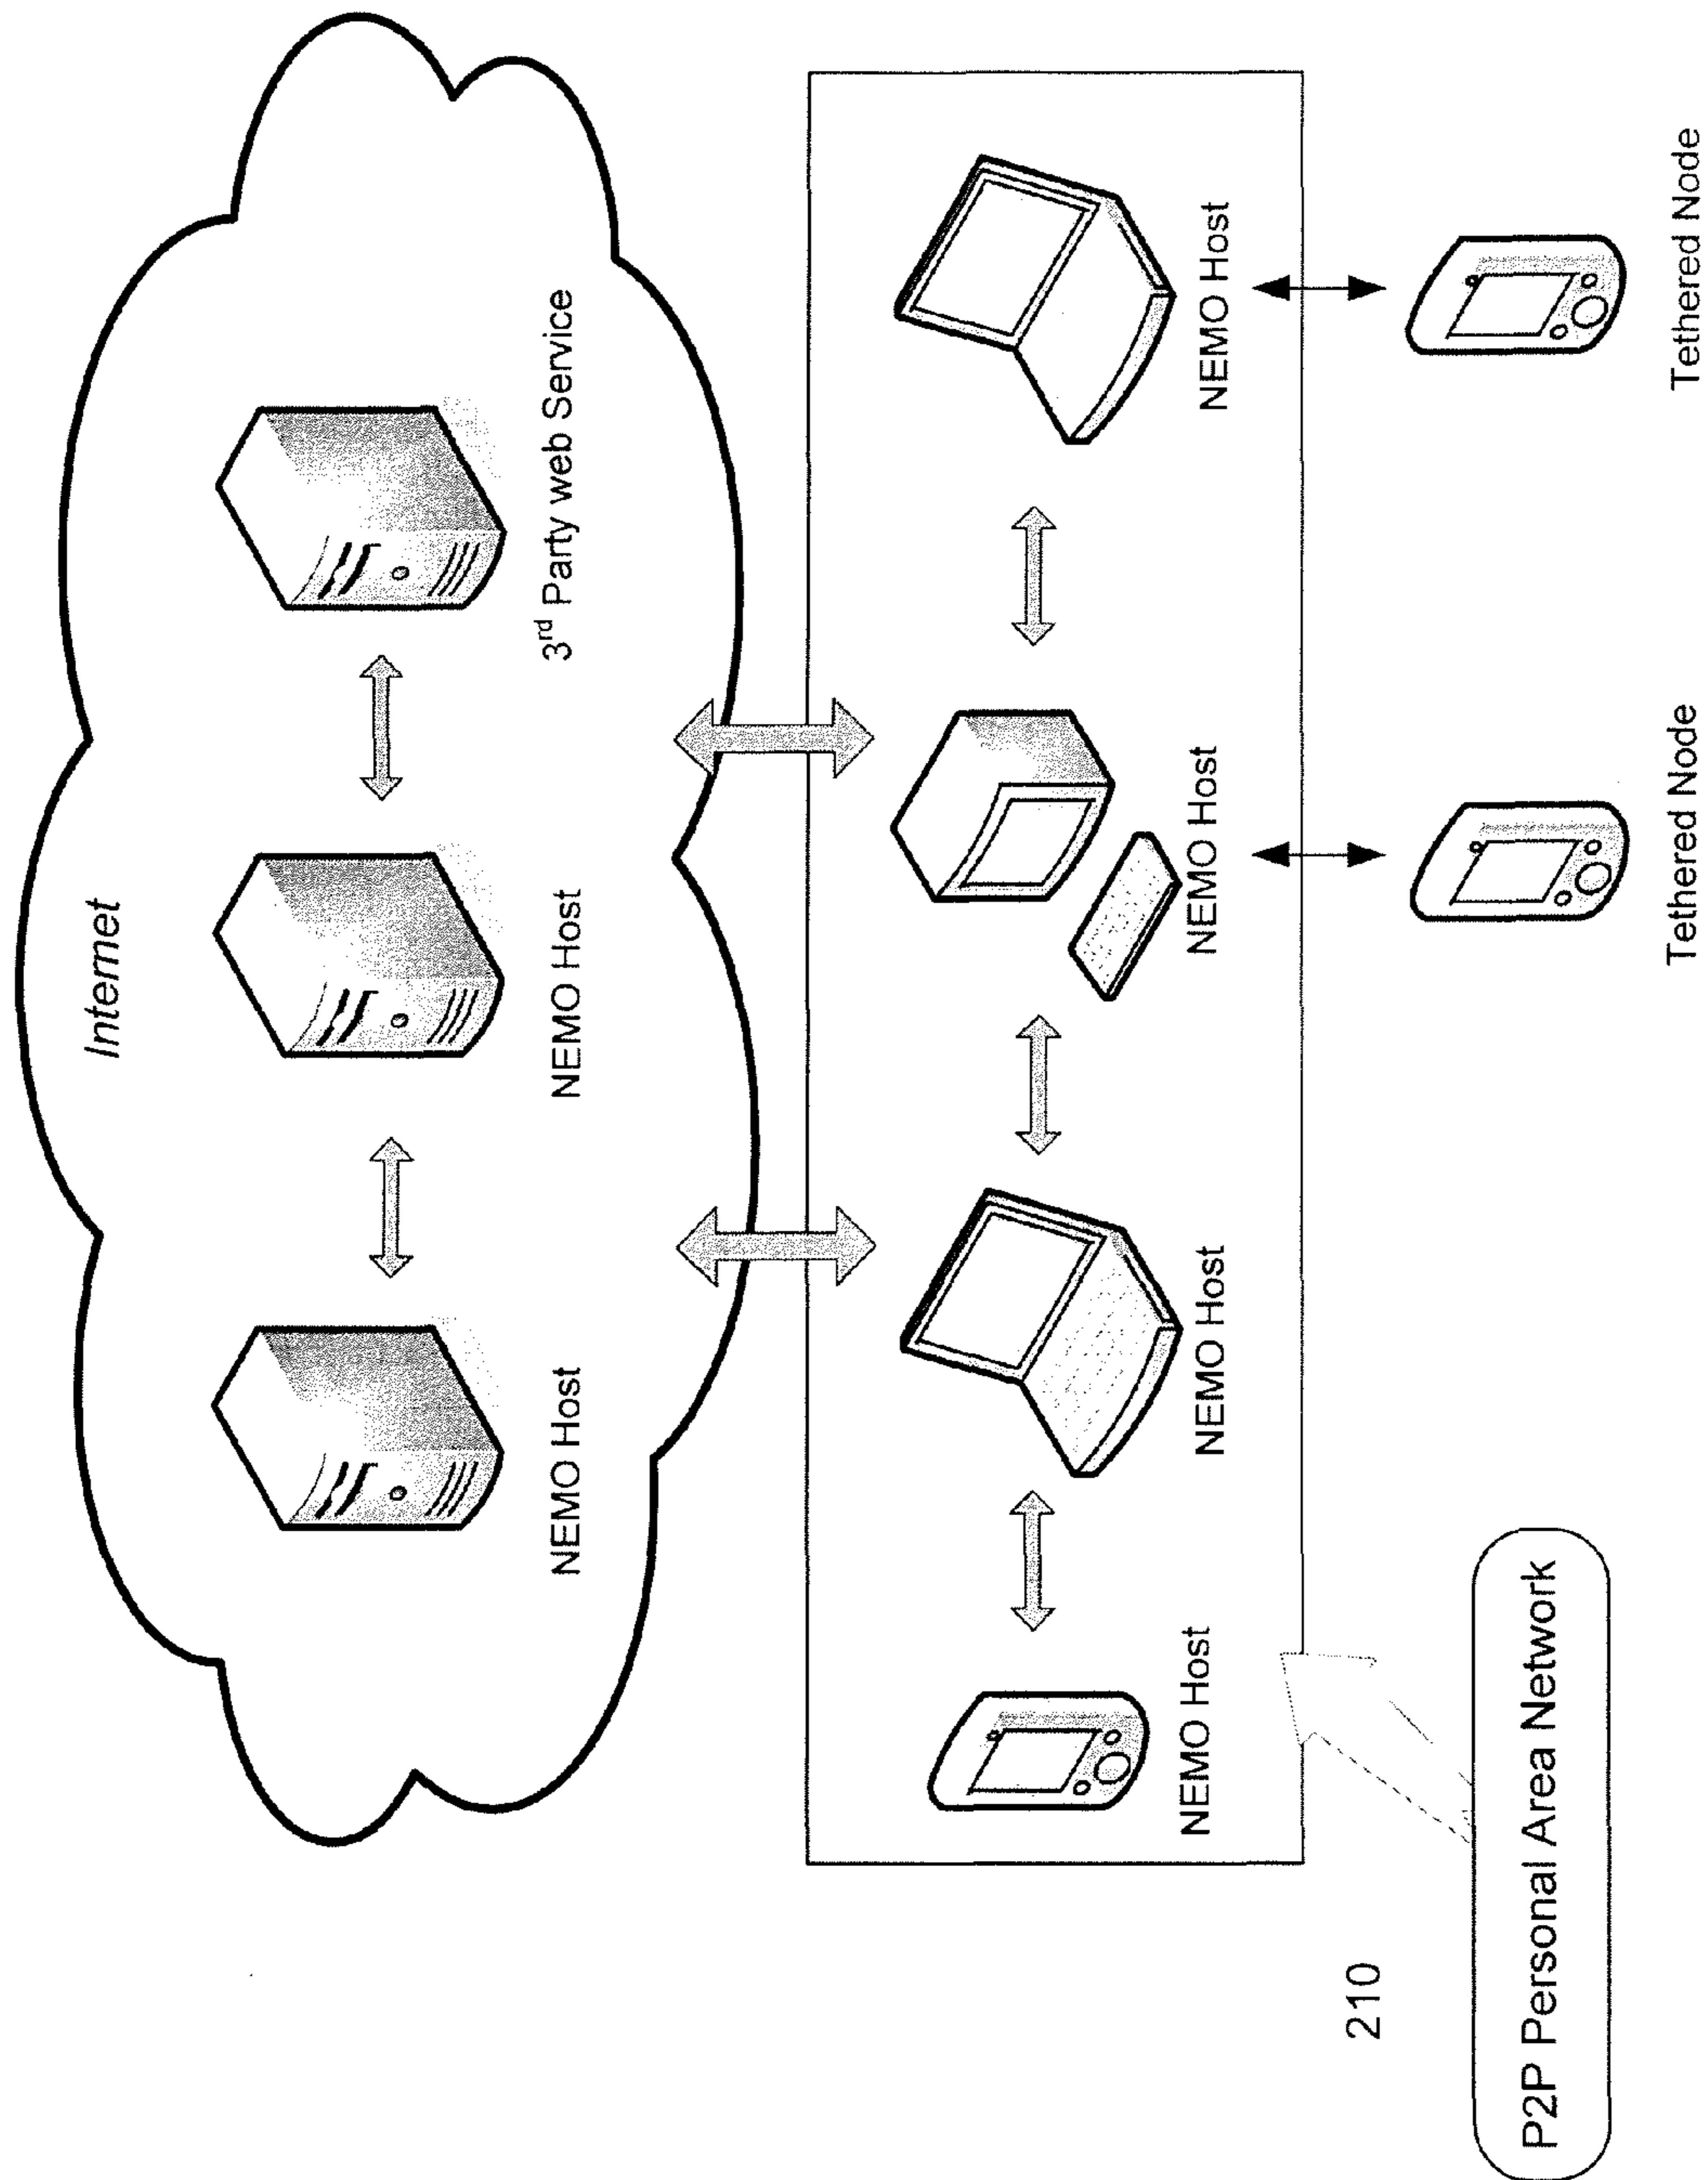 Internet
NEMO Host
NEMO Host
3rd Party web Service
NEMO Host
NEMO Host
NEMO Host
NEMO Host
210
P2P Personal Area Network
Tethered Node
Tethered Node